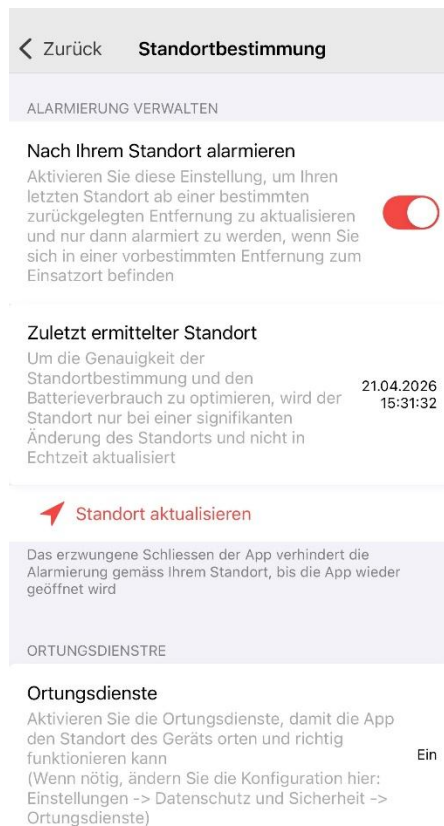 Zurück Standortbestimmung
ALARMIERUNG VERWALTEN
Nach Ihrem Standort alarmieren
Aktivieren Sie diese Einstellung, um Ihren
letzten Standort ab einer bestimmten
zurückgelegten Entfernung zu aktualisieren
und nur dann alarmiert zu werden, wenn Sie
sich in einer vorbestimmten Entfernung zum
Einsatzort befinden
Zuletzt ermittelter Standort
Um die Genauigkeit der
Standortbestimmung und den
Batterieverbrauch zu optimieren, wird der
Standort nur bei einer signifikanten
Änderung des Standorts und nicht in
Echtzeit aktualisiert
21.04.2026
15:31:32
Standort aktualisieren
Das erzwungene Schliessen der App verhindert die
Alarmierung gemäss Ihrem Standort, bis die App wieder
geöffnet wird
ORTUNGSDIENSTRE
Ortungsdienste
Aktivieren Sie die Ortungsdienste, damit die App
den Standort des Geräts orten und richtig
funktionieren kann
(Wenn nötig, ändern Sie die Konfiguration hier:
Einstellungen -> Datenschutz und Sicherheit ->
Ortungsdienste)
Ein